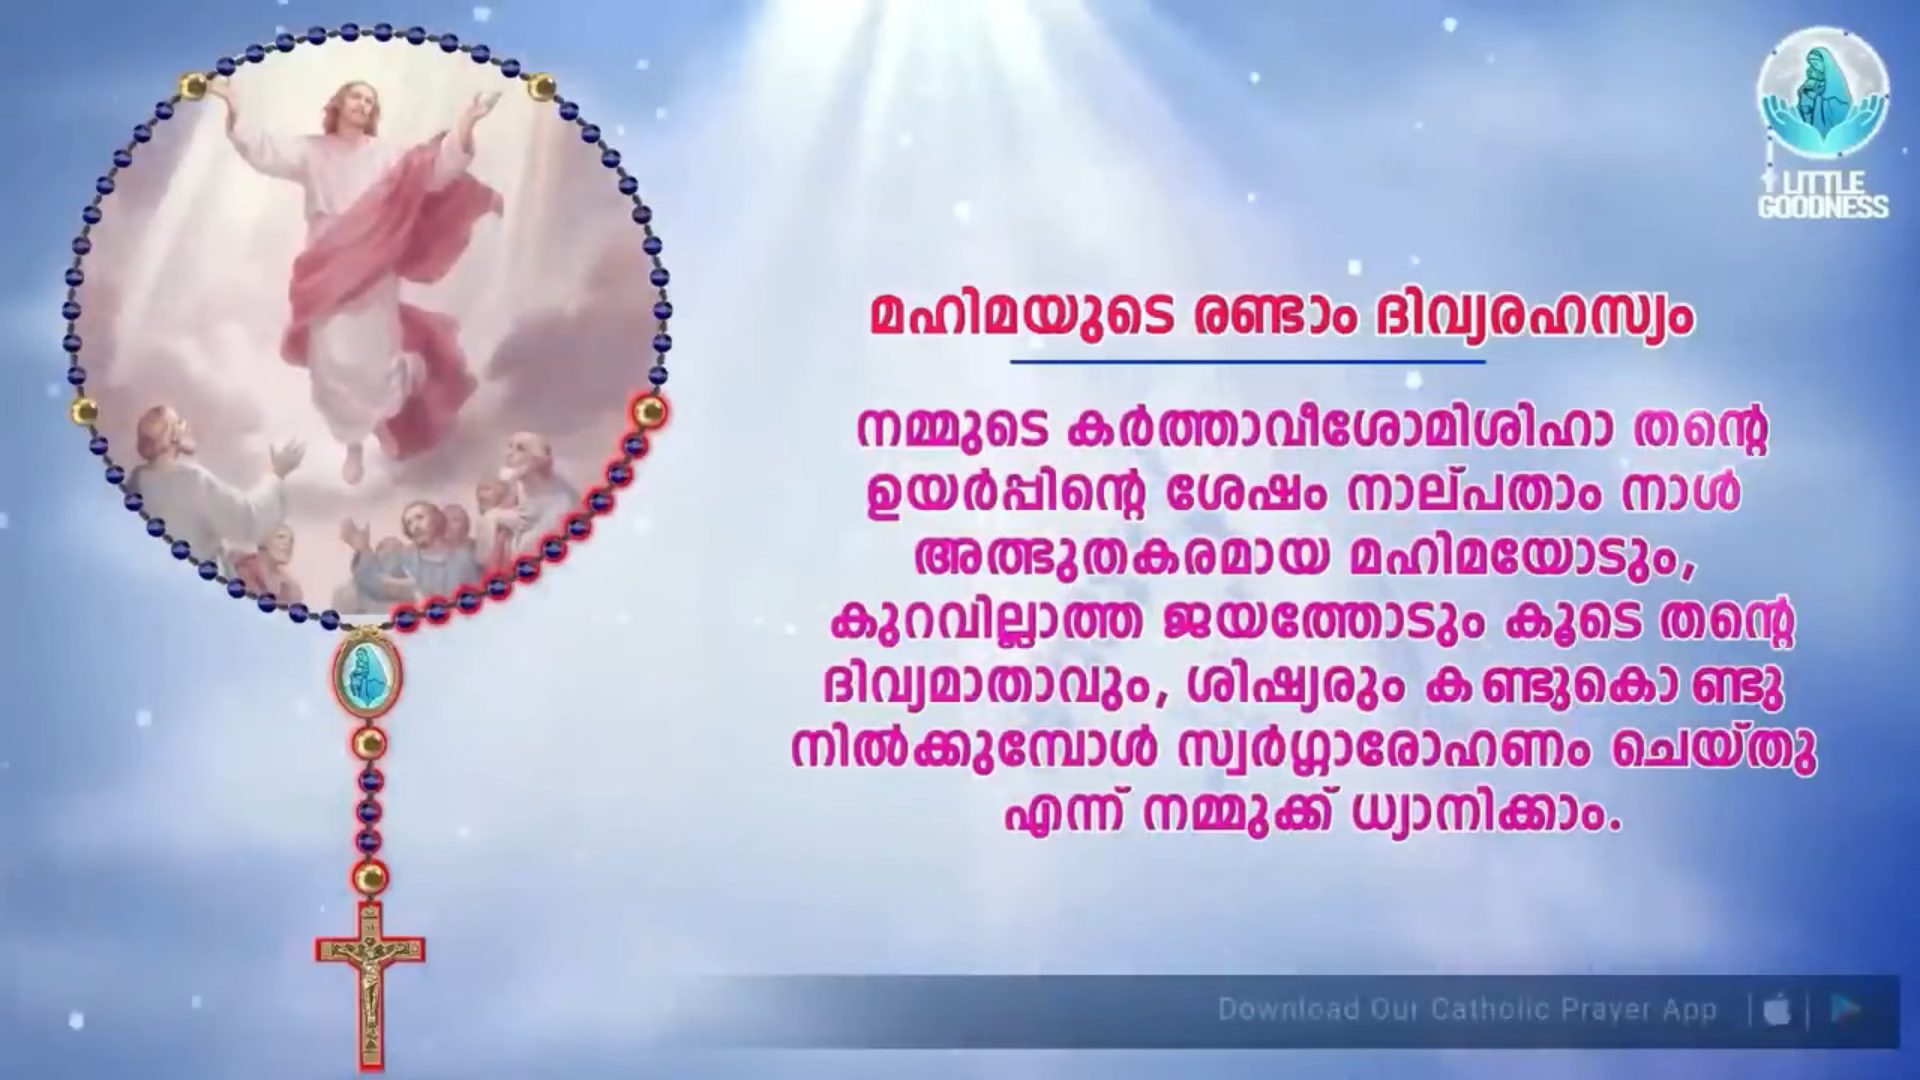 LITTLE
GOODNESS
മഹിമയുടെ രണ്ടാം ദിവ്യരഹസ്യം
നമ്മുടെ കർത്താവീശോമിശിഹാ തന്റെ
ഉയർപ്പിന്റെ ശേഷം നാല്പതാം നാൾ
അത്ഭുതകരമായ മഹിമയോടും,
കുറവില്ലാത്ത ജയത്തോടും കൂടെ തന്റെ
ദിവ്യമാതാവും, ശിഷ്യരും കണ്ടുകൊണ്ടു
നിൽക്കുമ്പോൾ സ്വർഗ്ഗാരോഹണം ചെയ്തു
എന്ന് നമ്മുക്ക് ധ്യാനിക്കാം.
Download Our Catholic Prayer App